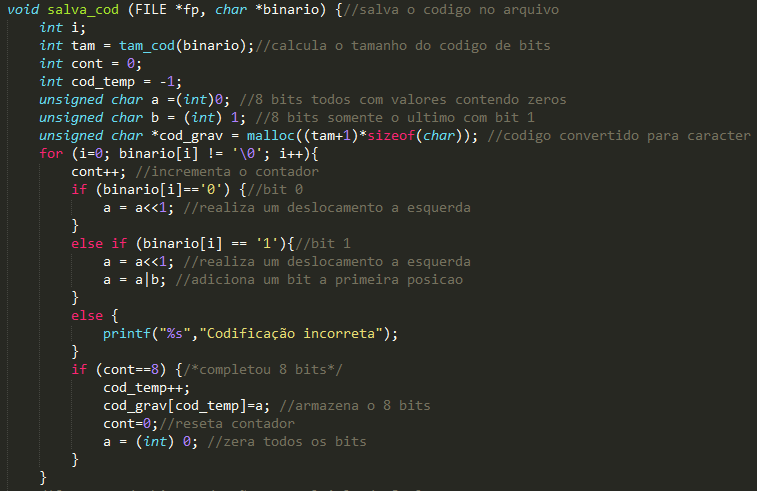 void salva_cod (FILE *fp, char *binario) {//salva o codigo no arquivo
    int i;
    int tam = tam_cod(binario);//calcula o tamanho do codigo de bits
    int cont = 0;
    int cod_temp = -1;
    unsigned char a =(int)0; //8 bits todos com valores contendo zeros
    unsigned char b = (int) 1; //8 bits somente o ultimo com bit 1
    unsigned char *cod_grav = malloc((tam+1)*sizeof(char)); //codigo convertido para caracter
    for (i=0; binario[i] != '\0'; i++){
        cont++; //incrementa o contador
        if (binario[i]=='0') {//bit 0
            a = a<<1; //realiza um deslocamento a esquerda
        }
        else if (binario[i] == '1'){//bit 1
            a = a<<1; //realiza um deslocamento a esquerda
            a = a|b; //adiciona um bit a primeira posicao
        }
        else {
            printf("%s","Codificação incorreta");
        }
        if (cont==8) {/*completou 8 bits*/
            cod_temp++;
            cod_grav[cod_temp]=a; //armazena o 8 bits
            cont=0;//reseta contador
            a = (int) 0; //zera todos os bits
        }
    }